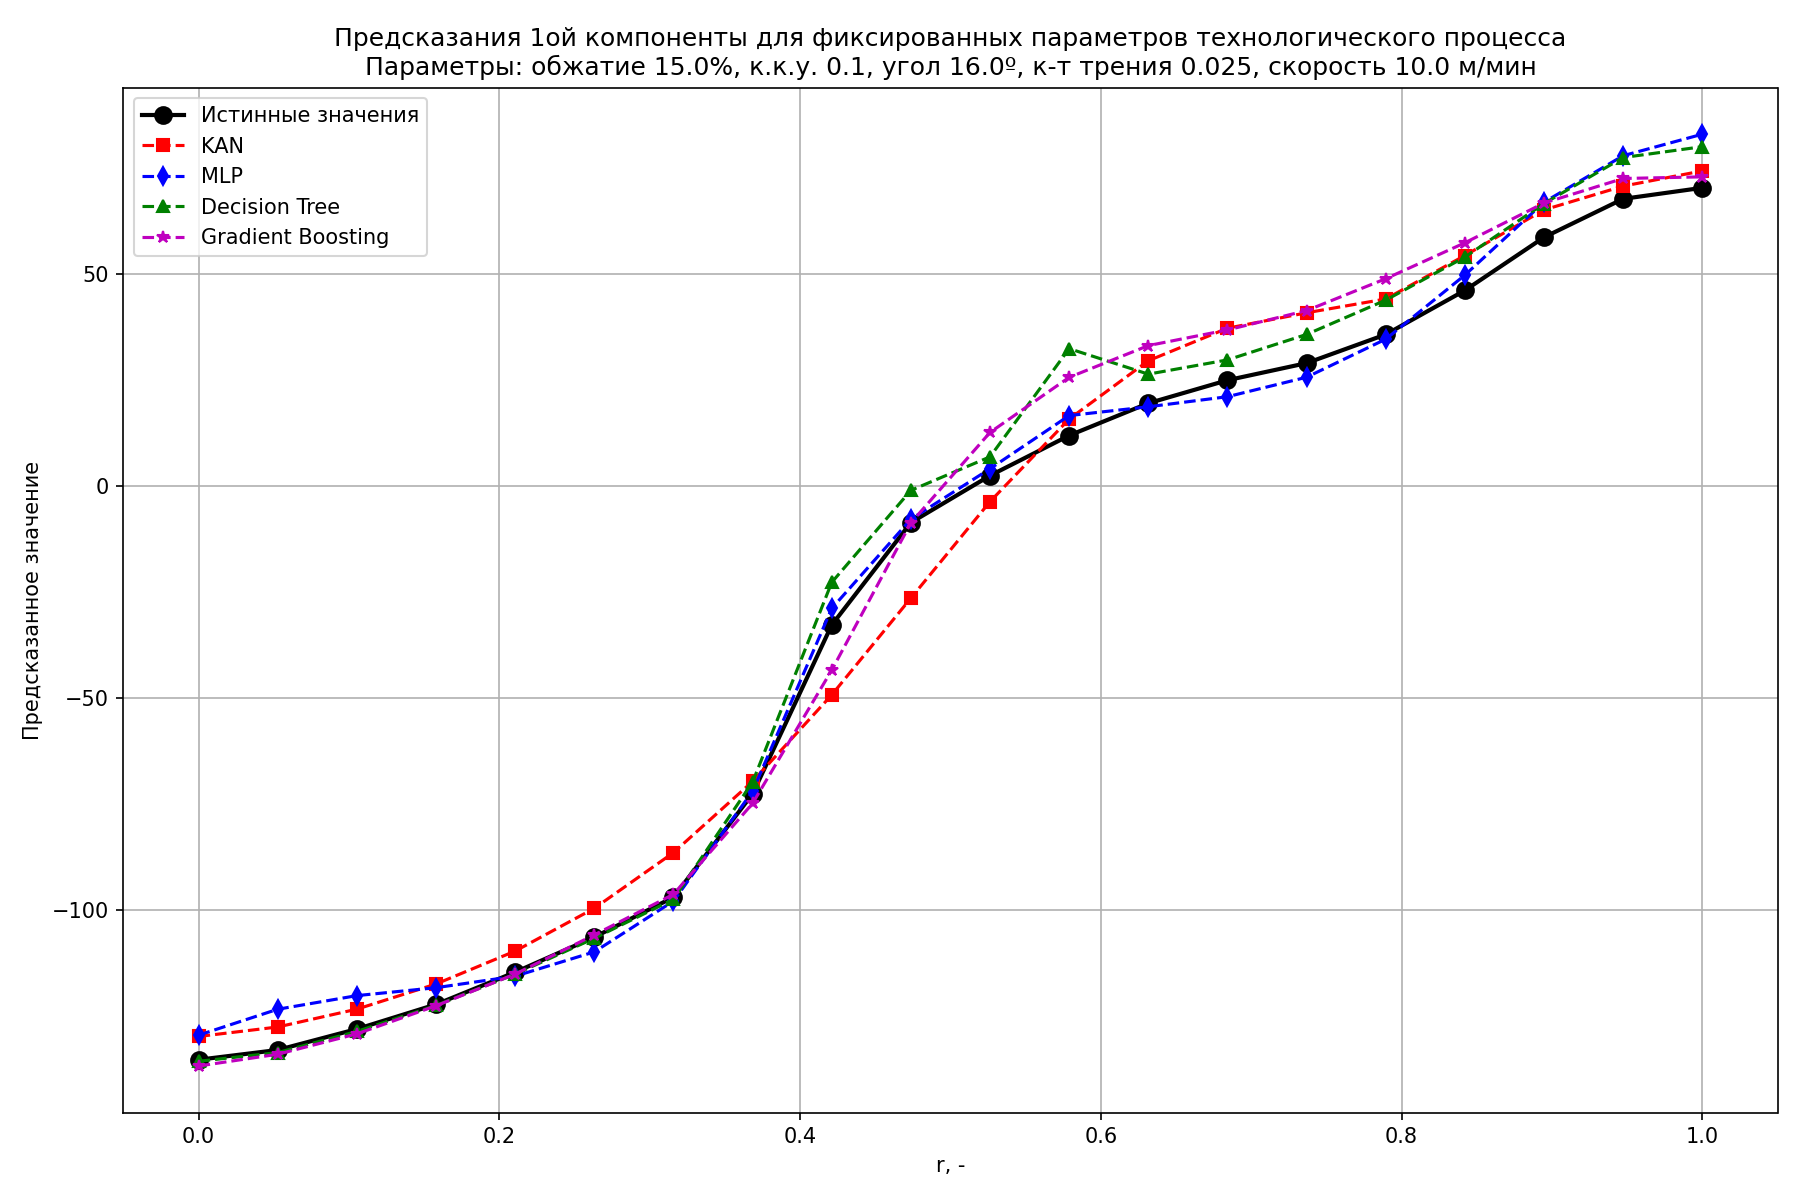 Предсказания 1ой компоненты для фиксированных параметров технологического процесса
Параметры: обжатие 15.0%, к.к.у. 0.1, угол 16.0º, к-т трения 0.025, скорость 10.0 м/мин
Истинные значения
KAN
MLP
Decision Tree
Gradient Boosting
Предсказанное значение
50
0
−50
−100
0.0
0.2
0.4
0.6
0.8
1.0
r, -